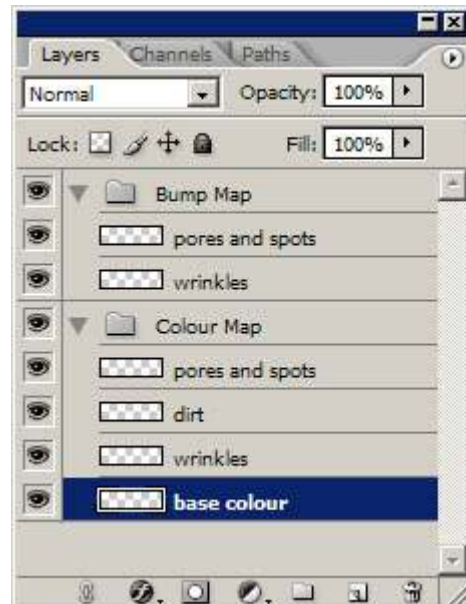 Layers Channels Paths
Normal Opacity: 100%
Lock: Fill: 100%
Bump Map
pores and spots
wrinkles
Colour Map
pores and spots
dirt
wrinkles
base colour